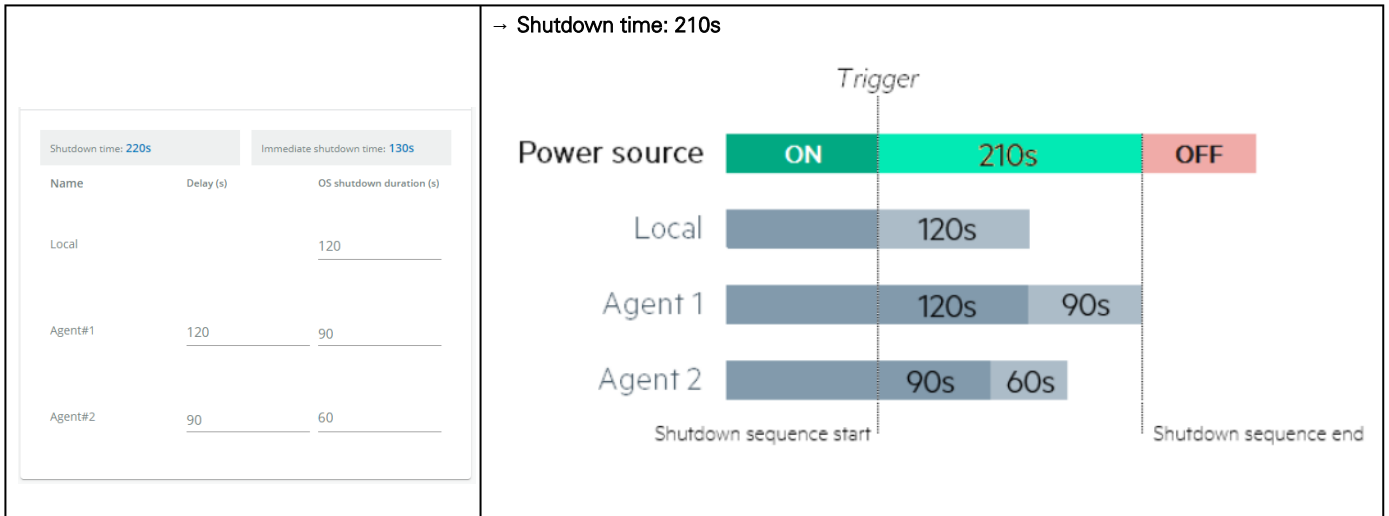 Shutdown time: 220s
Immediate shutdown time: 130s
Name Delay (s) OS shutdown duration (s)
Local 120
Agent#1 120 90
Agent#2 90 60
→ Shutdown time: 210s
Trigger
Power source ON 210s OFF
Local 120s
Agent 1 120s 90s
Agent 2 90s 60s
Shutdown sequence start Shutdown sequence end